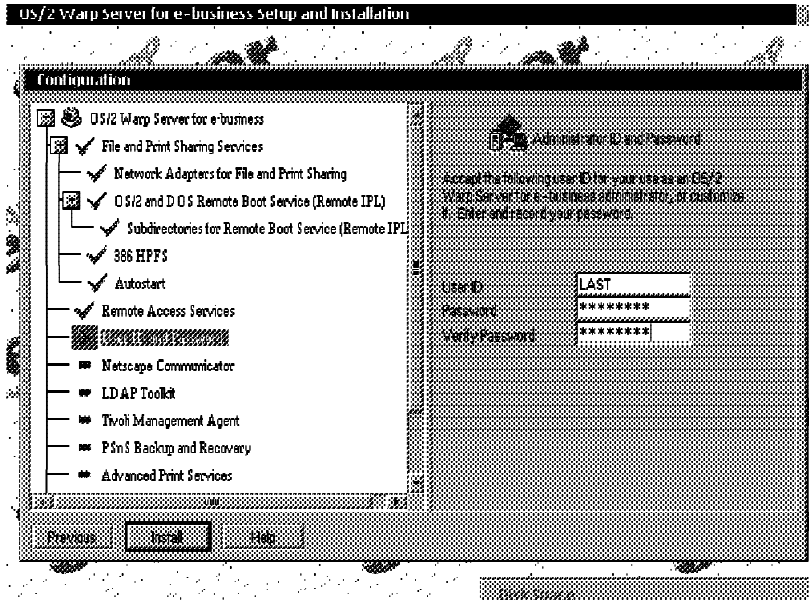 OS/2 Warp Server for e-business Setup and Installation
Configuration
OS/2 Warp Server for e-business
File and Print Sharing Services
Network Adapters for File and Print Sharing
OS/2 and DOS Remote Boot Service (Remote IPL)
Subdirectories for Remote Boot Service (Remote IPL
386 HPFS
Autostart
Remote Access Services
Netscape Communicator
LDAP Toolkit
Tivoli Management Agent
PSnS Backup and Recovery
Advanced Print Services
Administrator ID and Password
Accept the following user ID for your use as an OS/2
Warp Server for e-business administrator, or customize
it. Enter and record your password.
User ID LAST
Password ********
Verify Password ********
Previous Install Help
Disk Space